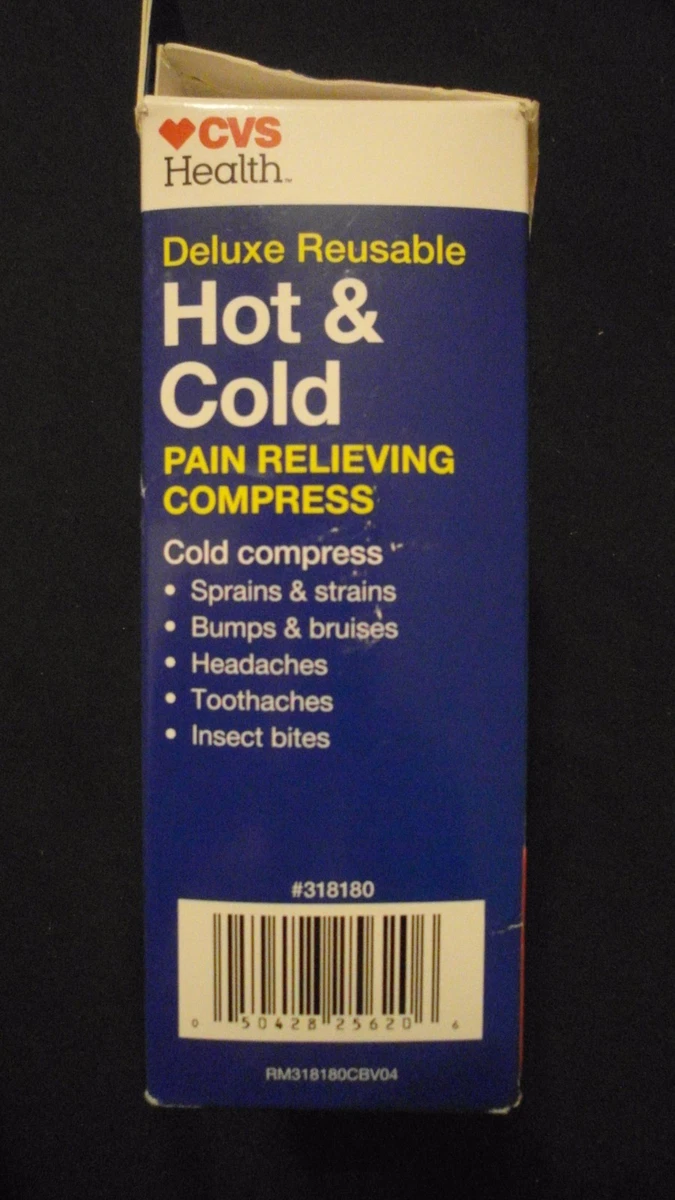 CVS
Health™
Deluxe Reusable
Hot &
Cold
PAIN RELIEVING
COMPRESS
Cold compress
• Sprains & strains
• Bumps & bruises
• Headaches
• Toothaches
• Insect bites
#318180
0 50428 25620 6
RM318180CBV04